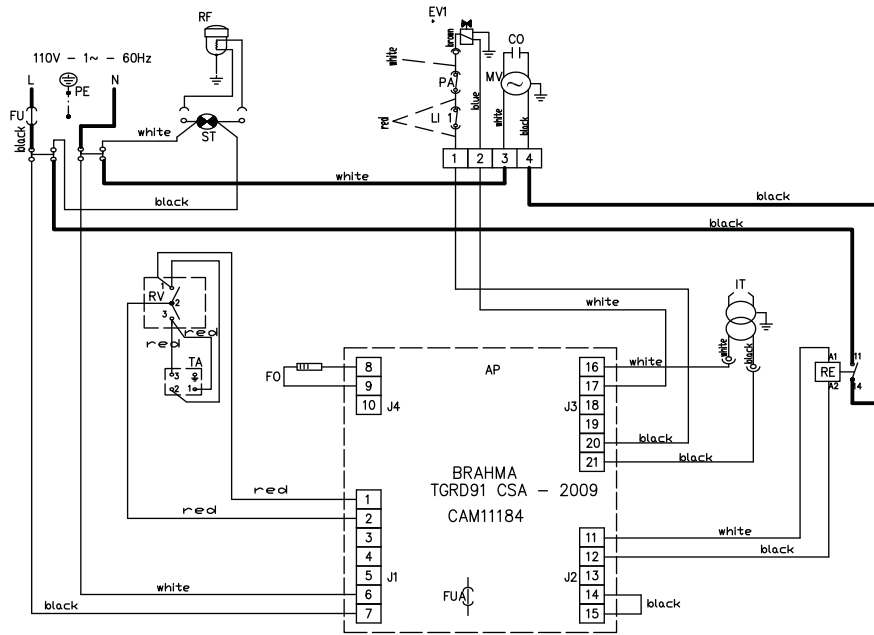 RF
EV1
110V - 1~ - 60Hz
L
PE
N
FU
black
white
ST
brown
white
PA
blue
red
LI 1
CO
MV
white
black
1 2 3 4
white
black
black
black
RV
1
2
3
red
red
TA
3
2 1
white
IT
white
black
A1
RE
A2
11
14
FO
8
9
10
J4
AP
16
17
18
19
20
21
J3
white
black
black
BRAHMA
TGRD91 CSA - 2009
CAM11184
red
red
1
2
3
4
5
6
7
J1
white
black
FUA
11
12
13
14
15
J2
white
black
black